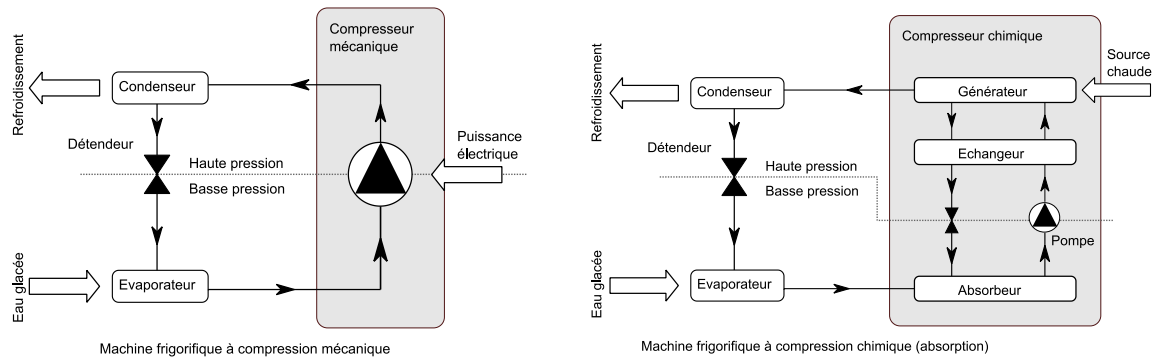 Compresseur
mécanique
Refroidissement
Condenseur
Détendeur
Haute pression
Basse pression
Puissance
électrique
Eau glacée
Evaporateur
Machine frigorifique à compression mécanique
Compresseur chimique
Source
chaude
Refroidissement
Condenseur
Générateur
Détendeur
Haute pression
Basse pression
Echangeur
Pompe
Eau glacée
Evaporateur
Absorbeur
Machine frigorifique à compression chimique (absorption)